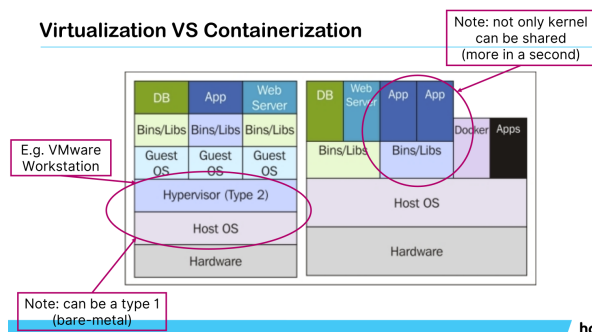 Virtualization VS Containerization
Note: not only kernel
can be shared
(more in a second)
E.g. VMware
Workstation
DB
App
Web
Server
Bins/Libs
Bins/Libs
Bins/Libs
Guest
OS
Guest
OS
Guest
OS
Hypervisor (Type 2)
Host OS
Hardware
DB
Web
Server
App
App
Bins/Libs
Bins/Libs
Docker
Apps
Host OS
Hardware
Note: can be a type 1
(bare-metal)